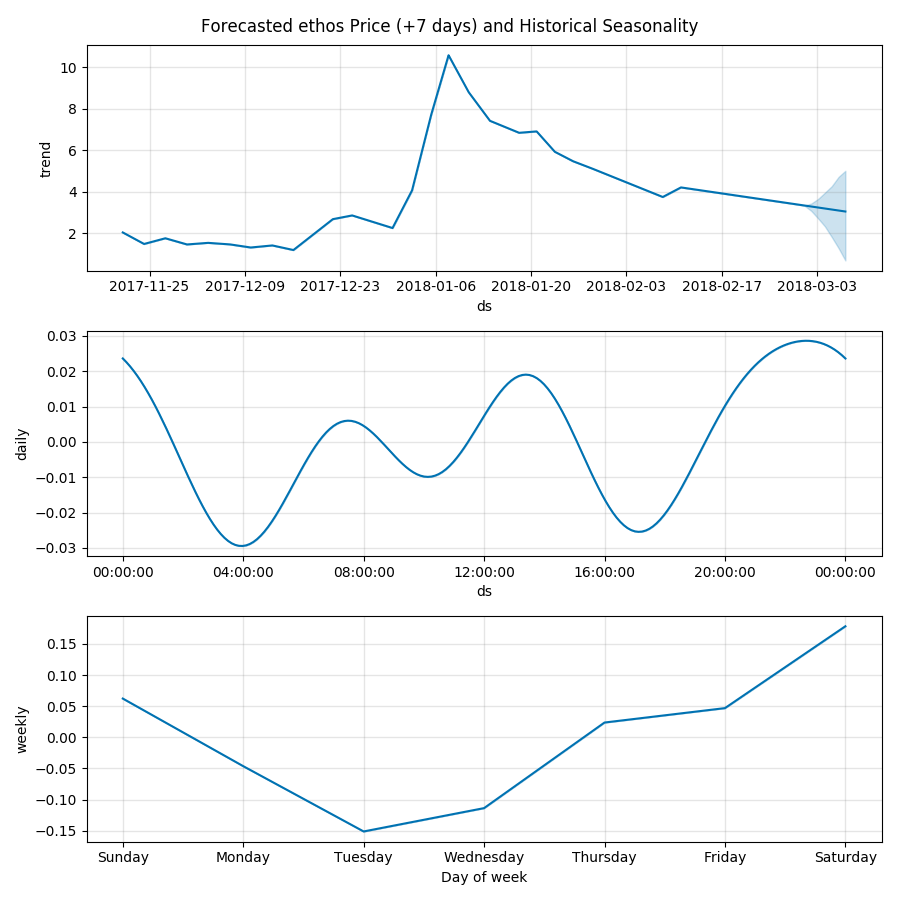 Forecasted ethos Price (+7 days) and Historical Seasonality
10
8
6
4
2
trend
2017-11-25 2017-12-09 2017-12-23 2018-01-06 2018-01-20 2018-02-03 2018-02-17 2018-03-03
ds
0.03
0.02
0.01
0.00
−0.01
−0.02
−0.03
daily
00:00:00 04:00:00 08:00:00 12:00:00 16:00:00 20:00:00 00:00:00
ds
0.15
0.10
0.05
0.00
−0.05
−0.10
−0.15
weekly
Sunday Monday Tuesday Wednesday Thursday Friday Saturday
Day of week